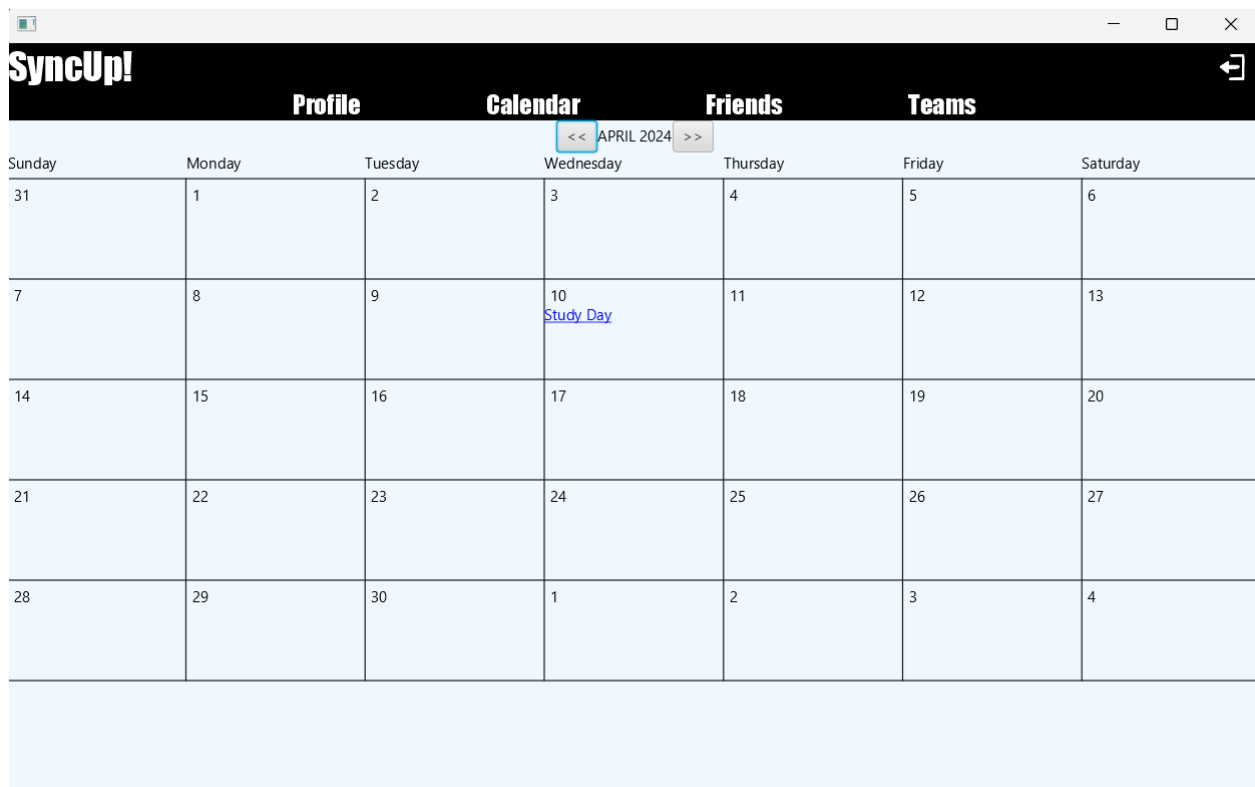 SyncUp!
Profile Calendar Friends Teams
<< APRIL 2024 >>
Sunday Monday Tuesday Wednesday Thursday Friday Saturday
31 1 2 3 4 5 6
7 8 9 10 11 12 13
Study Day
14 15 16 17 18 19 20
21 22 23 24 25 26 27
28 29 30 1 2 3 4